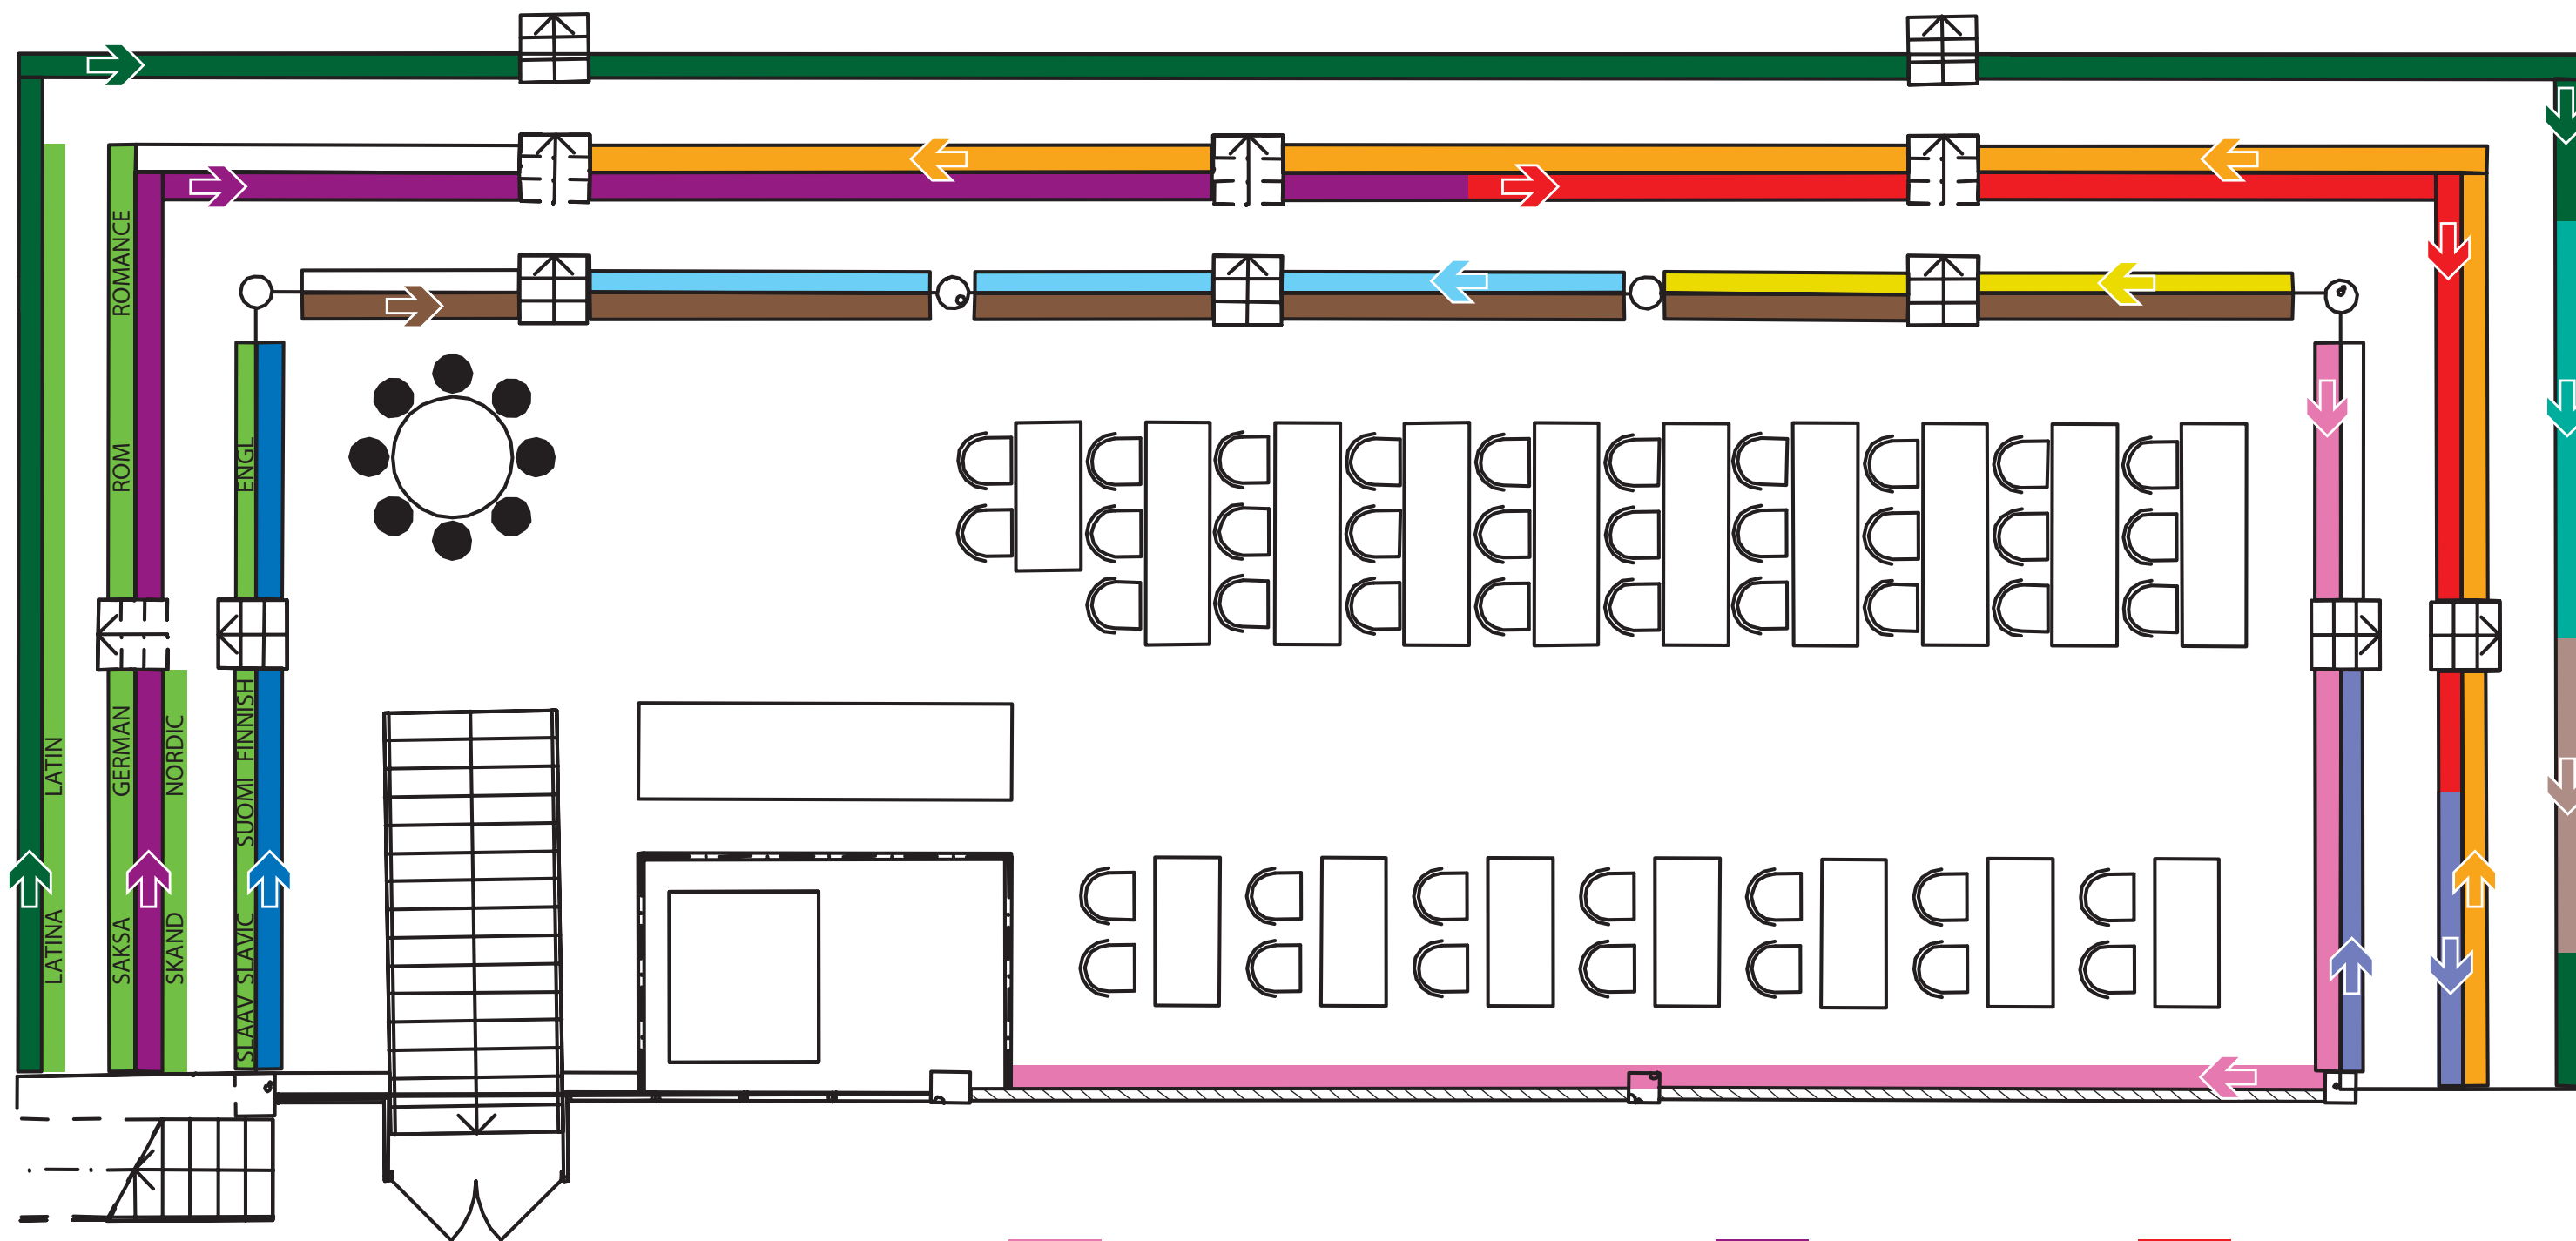 LATINA LATIN
SAKSA GERMAN ROM ROMANCE
SKAND NORDIC
SLAAV SLAVIC SUOMI FINNISH ENGL